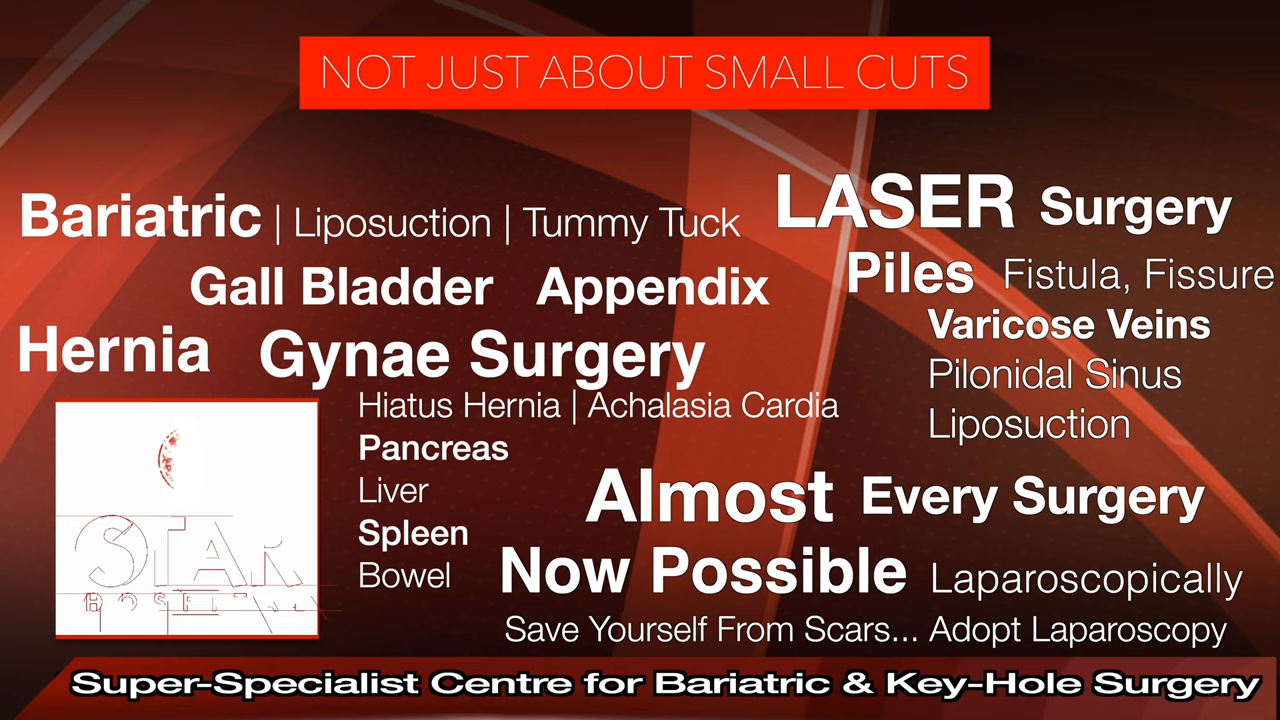 NOT JUST ABOUT SMALL CUTS
Bariatric | Liposuction | Tummy Tuck
Gall Bladder Appendix
Hernia Gynae Surgery
Hiatus Hernia | Achalasia Cardia
Pancreas
Liver
Spleen
Bowel
LASER Surgery
Piles Fistula, Fissure
Varicose Veins
Pilonidal Sinus
Liposuction
Almost Every Surgery
Now Possible Laparoscopically
Save Yourself From Scars... Adopt Laparoscopy
STAR
Super-Specialist Centre for Bariatric & Key-Hole Surgery